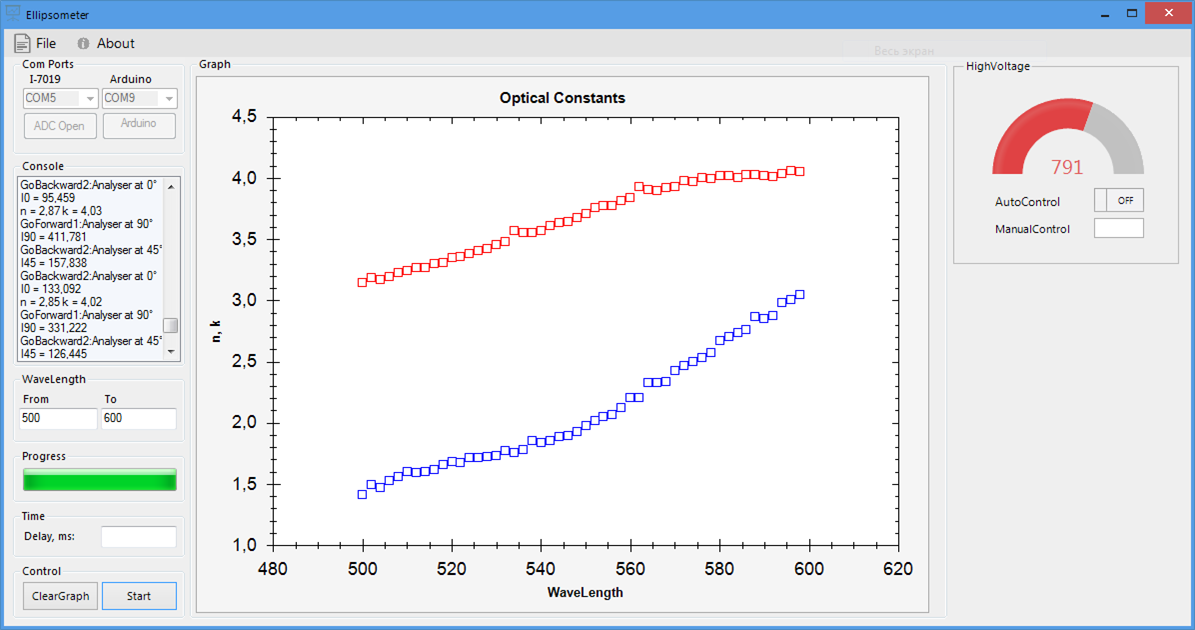 Ellipsometer
File About
Весь экран
Com Ports
I-7019 Arduino
COM5 COM9
ADC Open Arduino
Console
GoBackward2:Analyser at 0°
I0 = 95,459
n = 2,87 k = 4,03
GoForward1:Analyser at 90°
I90 = 411,781
GoBackward2:Analyser at 45°
I45 = 157,838
GoBackward2:Analyser at 0°
I0 = 133,092
n = 2,85 k = 4,02
GoForward1:Analyser at 90°
I90 = 331,222
GoBackward2:Analyser at 45°
I45 = 126,445
WaveLength
From To
500 600
Progress
Time
Delay, ms:
Control
ClearGraph Start
Graph
Optical Constants
4,5
4,0
3,5
3,0
2,5
2,0
1,5
1,0
n, k
480 500 520 540 560 580 600 620
WaveLength
HighVoltage
791
AutoControl OFF
ManualControl